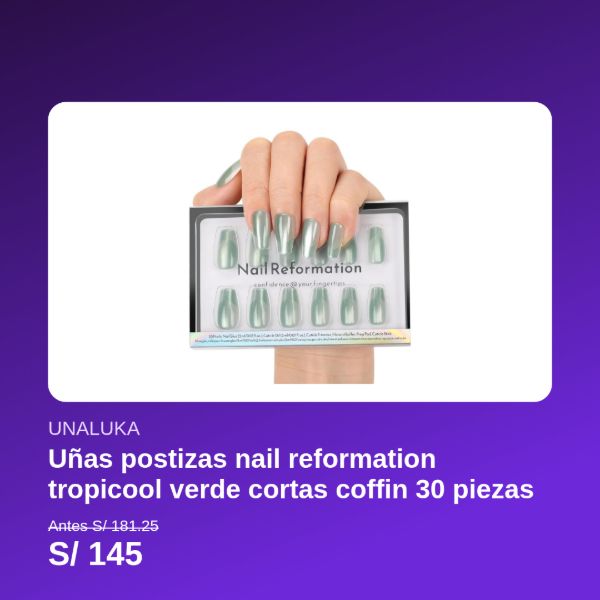 Nail Reformation
confidence @ your fingertips
UNALUKA
Uñas postizas nail reformation
tropicool verde cortas coffin 30 piezas
Antes S/ 181.25
S/ 145